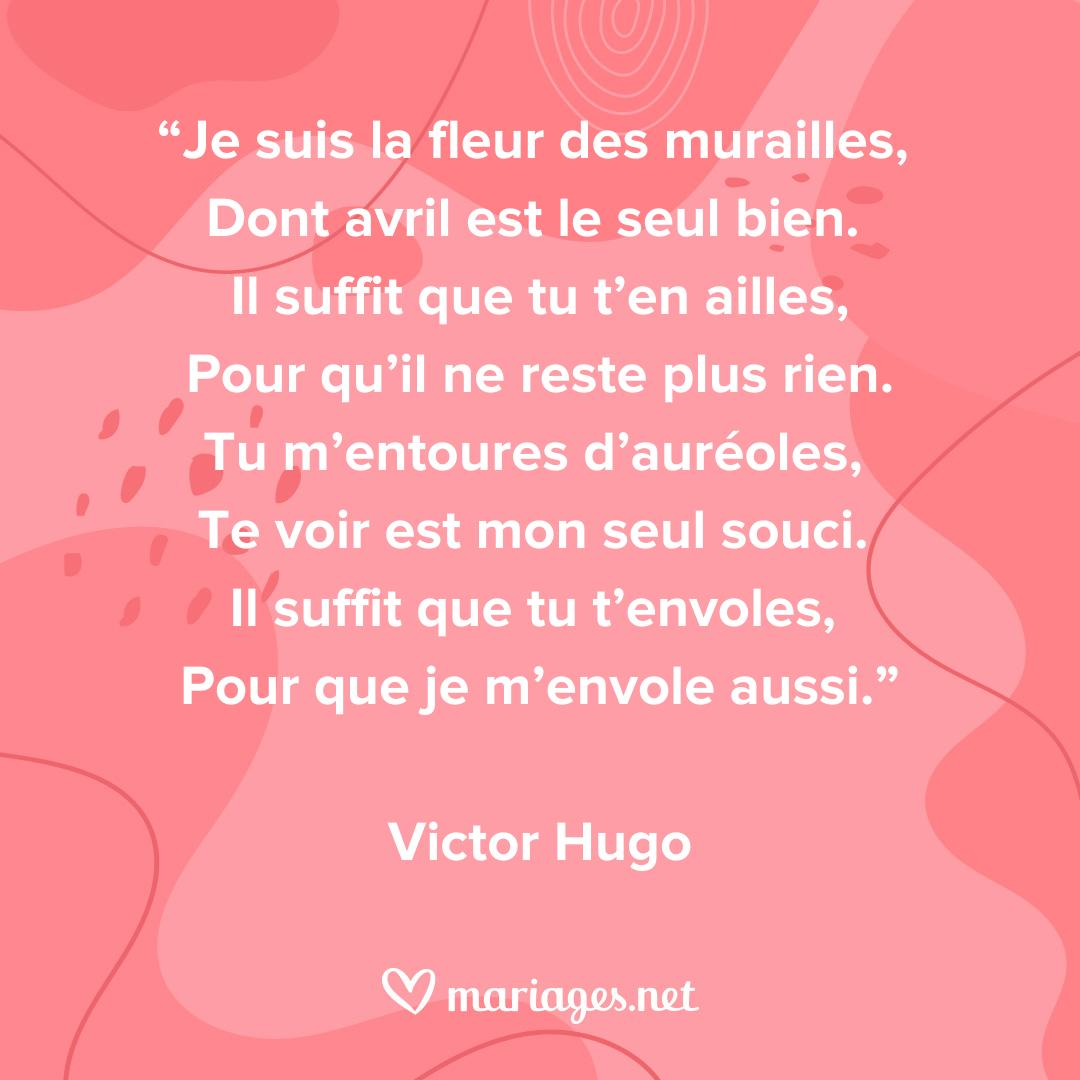 “Je suis la fleur des murailles,
Dont avril est le seul bien.
Il suffit que tu t’en ailles,
Pour qu’il ne reste plus rien.
Tu m’entoures d’auréoles,
Te voir est mon seul souci.
Il suffit que tu t’envoles,
Pour que je m’envole aussi.”
Victor Hugo
mariages.net